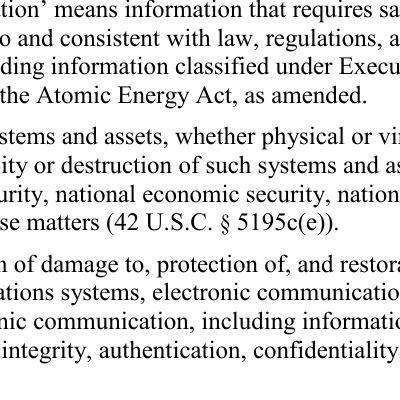 tion’ means information that requires sa
o and consistent with law, regulations, a
ding information classified under Execu
the Atomic Energy Act, as amended.
stems and assets, whether physical or vi
ity or destruction of such systems and as
urity, national economic security, nation
se matters (42 U.S.C. § 5195c(e)).
n of damage to, protection of, and restora
ations systems, electronic communicatio
nic communication, including informatio
integrity, authentication, confidentiality